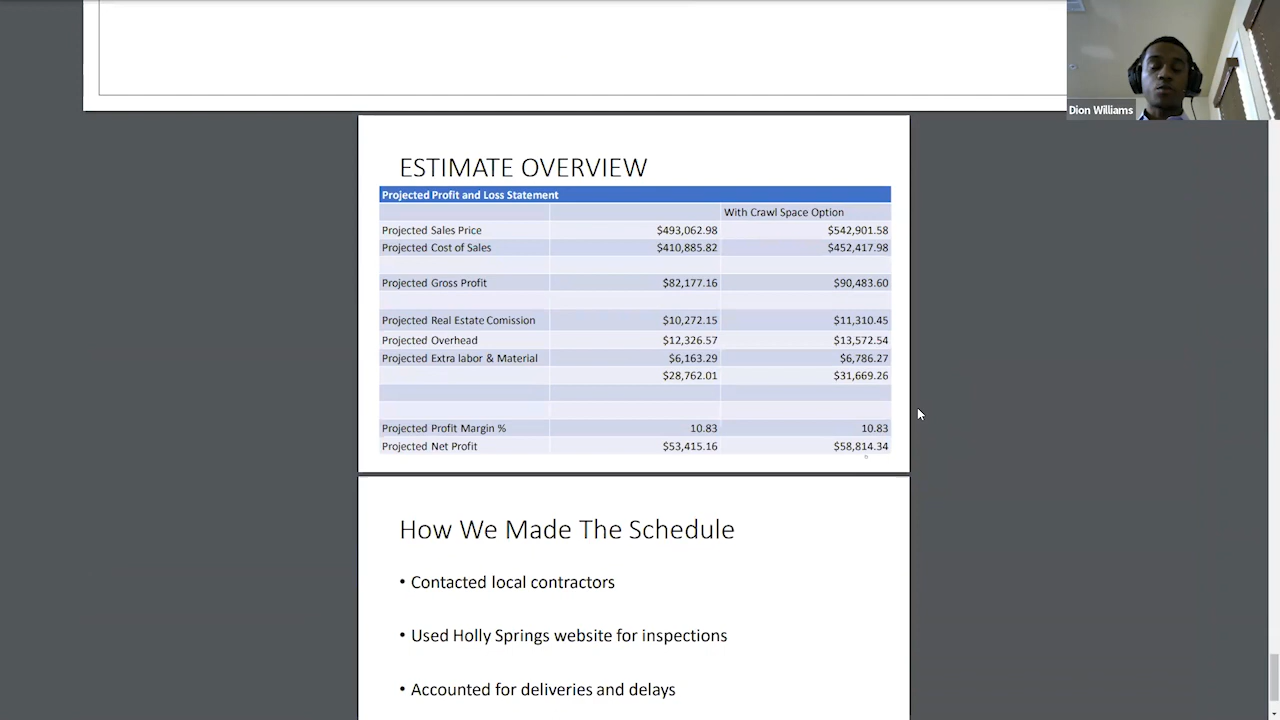 Dion Williams
ESTIMATE OVERVIEW
Projected Profit and Loss Statement
With Crawl Space Option
Projected Sales Price $493,062.98 $542,901.58
Projected Cost of Sales $410,885.82 $452,417.98
Projected Gross Profit $82,177.16 $90,483.60
Projected Real Estate Comission $10,272.15 $11,310.45
Projected Overhead $12,326.57 $13,572.54
Projected Extra labor & Material $6,163.29 $6,786.27
$28,762.01 $31,669.26
Projected Profit Margin % 10.83 10.83
Projected Net Profit $53,415.16 $58,814.34
How We Made The Schedule
• Contacted local contractors
• Used Holly Springs website for inspections
• Accounted for deliveries and delays